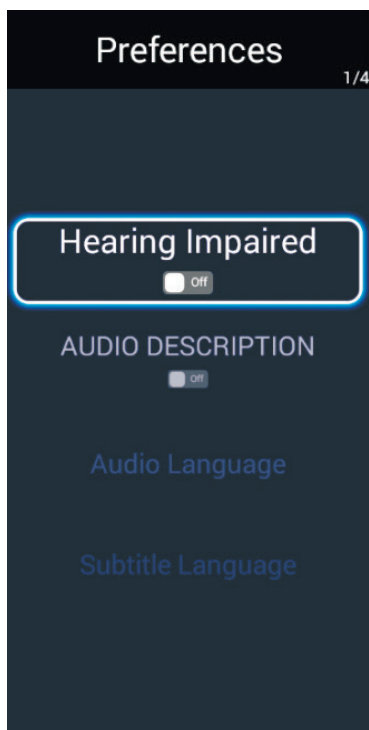 Preferences
1/4
Hearing Impaired
Off
AUDIO DESCRIPTION
Off
Audio Language
Subtitle Language